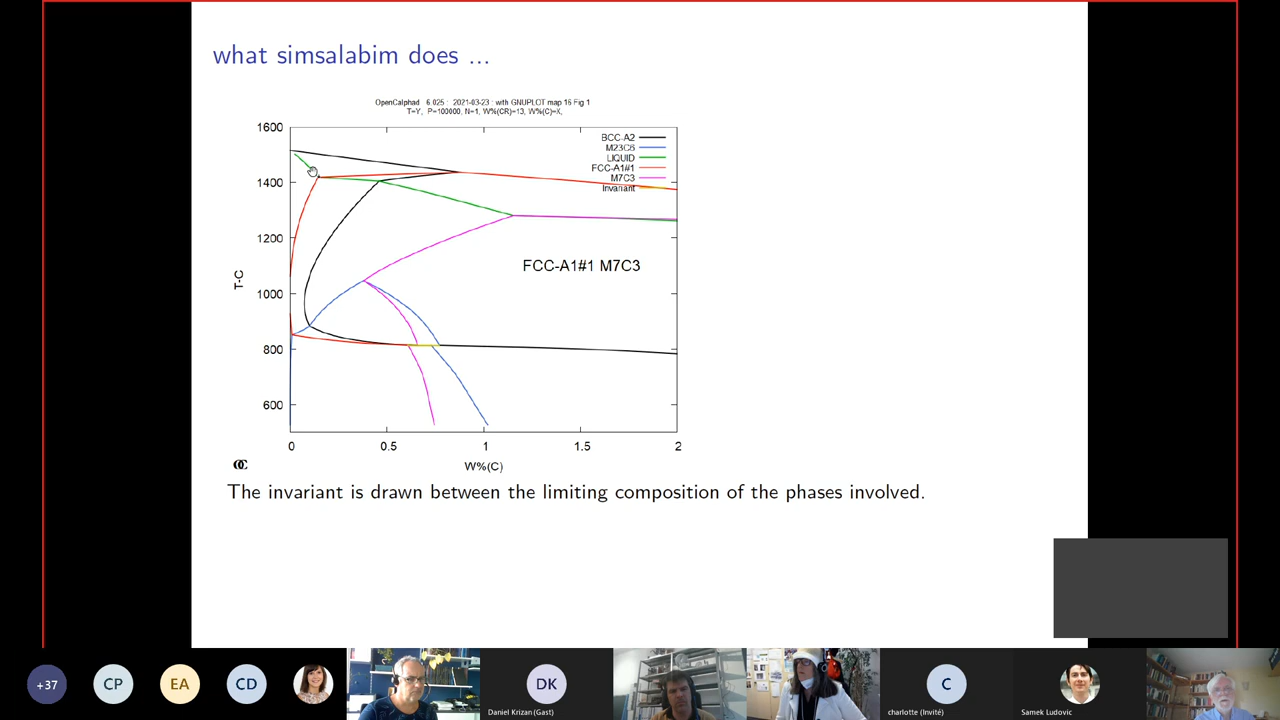 what simsalabim does ...
OpenCalphad 6.025 : 2021-03-23 : with GNUPLOT map 16 Fig 1
T=Y, P=100000, N=1, W%(CR)=13, W%(C)=X,
1600
1400
1200
1000
800
600
T-C
BCC-A2
M23C6
LIQUID
FCC-A1#1
M7C3
Invariant
FCC-A1#1 M7C3
0
0.5
1
1.5
2
W%(C)
OC
The invariant is drawn between the limiting composition of the phases involved.
+37
CP
EA
CD
DK
Daniel Krizan (Gast)
C
charlotte (Invité)
Samek Ludovic